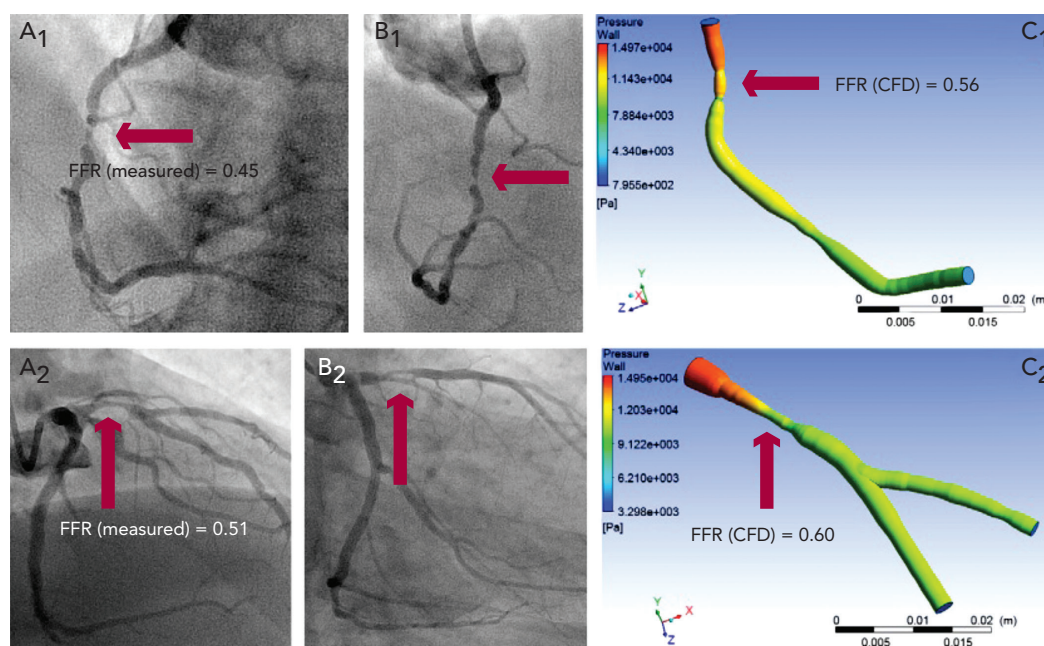 A1
FFR (measured) = 0.45
B1
Pressure
Wall
1.497e+004
1.143e+004
7.884e+003
4.340e+003
7.955e+002
[Pa]
C1
FFR (CFD) = 0.56
Y
X
Z
0 0.01 0.02 (m
0.005 0.015
A2
FFR (measured) = 0.51
B2
Pressure
Wall
1.495e+004
1.203e+004
9.122e+003
6.210e+003
3.298e+003
[Pa]
C2
FFR (CFD) = 0.60
Y
X
Z
0 0.01 0.02 (m)
0.005 0.015